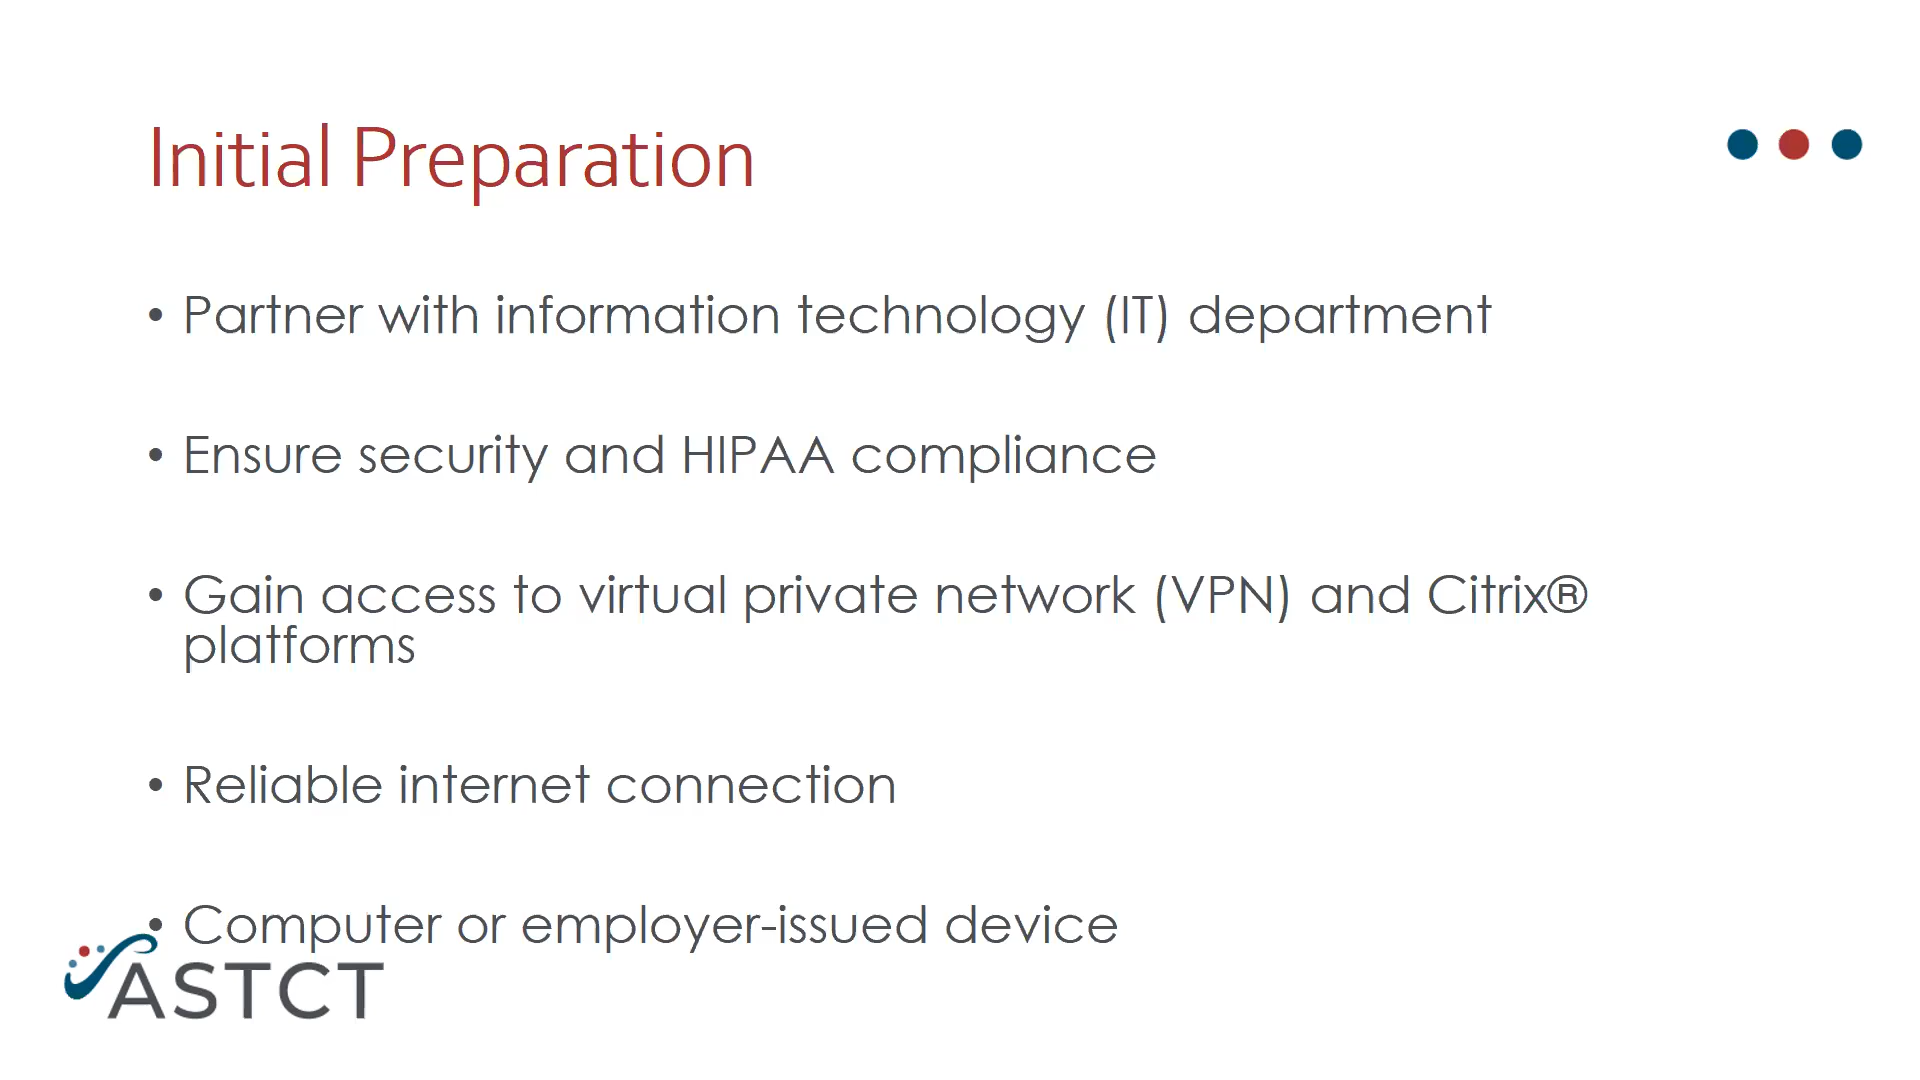 Initial Preparation
• Partner with information technology (IT) department
• Ensure security and HIPAA compliance
• Gain access to virtual private network (VPN) and Citrix®
platforms
• Reliable internet connection
• Computer or employer-issued device
ASTCT